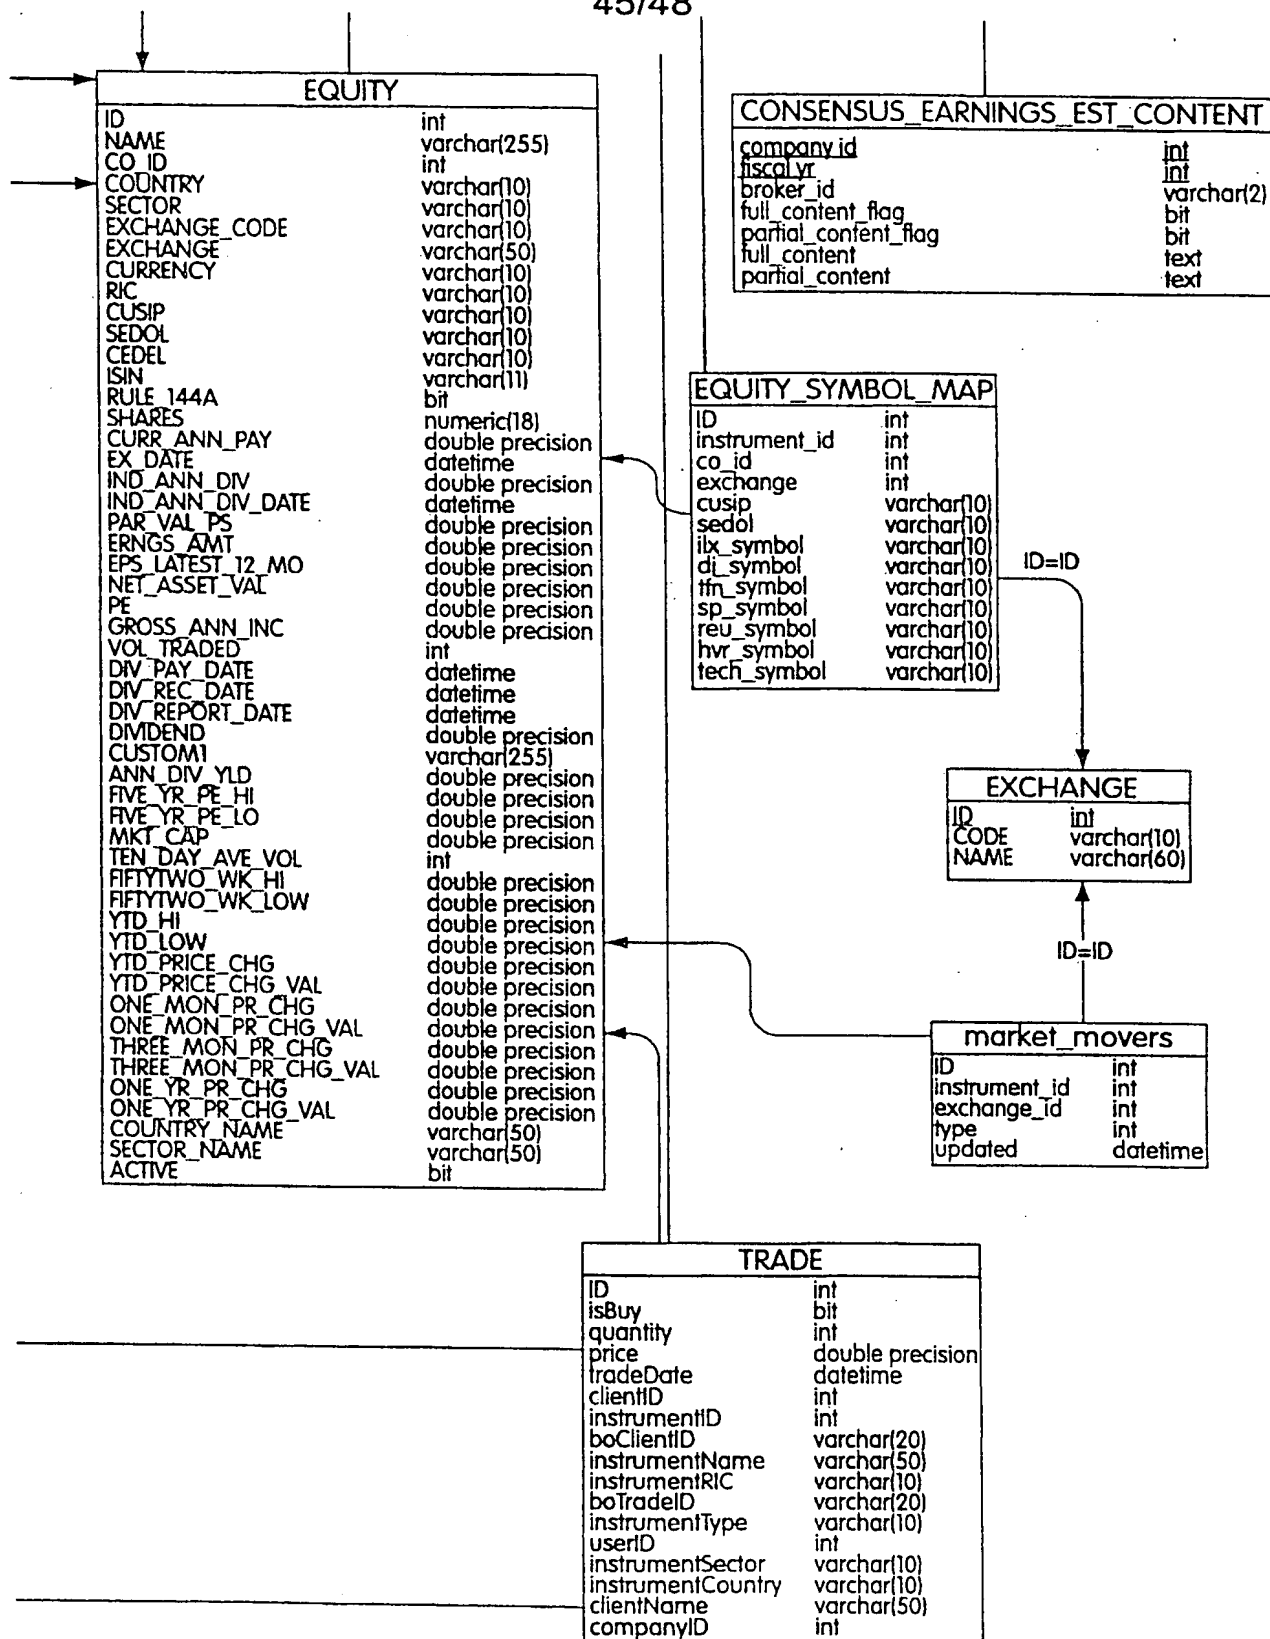 45/48
EQUITY
ID int
NAME varchar(255)
CO_ID int
COUNTRY varchar(10)
SECTOR varchar(10)
EXCHANGE_CODE varchar(10)
EXCHANGE varchar(50)
CURRENCY varchar(10)
RIC varchar(10)
CUSIP varchar(10)
SEDOL varchar(10)
CEDEL varchar(10)
ISIN varchar(11)
RULE_144A bit
SHARES numeric(18)
CURR_ANN_PAY double precision
EX_DATE datetime
IND_ANN_DIV double precision
IND_ANN_DIV_DATE datetime
PAR_VAL_PS double precision
ERNGS_AMT double precision
EPS_LATEST_12_MO double precision
NET_ASSET_VAL double precision
PE double precision
GROSS_ANN_INC double precision
VOL_TRADED int
DIV_PAY_DATE datetime
DIV_REC_DATE datetime
DIV_REPORT_DATE datetime
DIVIDEND double precision
CUSTOM1 varchar(255)
ANN_DIV_YLD double precision
FIVE_YR_PE_HI double precision
FIVE_YR_PE_LO double precision
MKT_CAP double precision
TEN_DAY_AVE_VOL int
FIFTYTWO_WK_HI double precision
FIFTYTWO_WK_LOW double precision
YTD_HI double precision
YTD_LOW double precision
YTD_PRICE_CHG double precision
YTD_PRICE_CHG_VAL double precision
ONE_MON_PR_CHG double precision
ONE_MON_PR_CHG_VAL double precision
THREE_MON_PR_CHG double precision
THREE_MON_PR_CHG_VAL double precision
ONE_YR_PR_CHG double precision
ONE_YR_PR_CHG_VAL double precision
COUNTRY_NAME varchar(50)
SECTOR_NAME varchar(50)
ACTIVE bit
CONSENSUS_EARNINGS_EST_CONTENT
company id int
fiscal yr int
broker_id varchar(2)
full_content_flag bit
partial_content_flag bit
full_content text
partial_content text
EQUITY_SYMBOL_MAP
ID int
instrument_id int
co_id int
exchange int
cusip varchar(10)
sedol varchar(10)
ilx_symbol varchar(10)
dj_symbol varchar(10)
tfn_symbol varchar(10)
sp_symbol varchar(10)
reu_symbol varchar(10)
hvr_symbol varchar(10)
tech_symbol varchar(10)
ID=ID
EXCHANGE
ID int
CODE varchar(10)
NAME varchar(60)
ID=ID
market_movers
ID int
instrument_id int
exchange_id int
type int
updated datetime
TRADE
ID int
isBuy bit
quantity int
price double precision
tradeDate datetime
clientID int
instrumentID int
boClientID varchar(20)
instrumentName varchar(50)
instrumentRIC varchar(10)
boTradeID varchar(20)
instrumentType varchar(10)
userID int
instrumentSector varchar(10)
instrumentCountry varchar(10)
clientName varchar(50)
companyID int